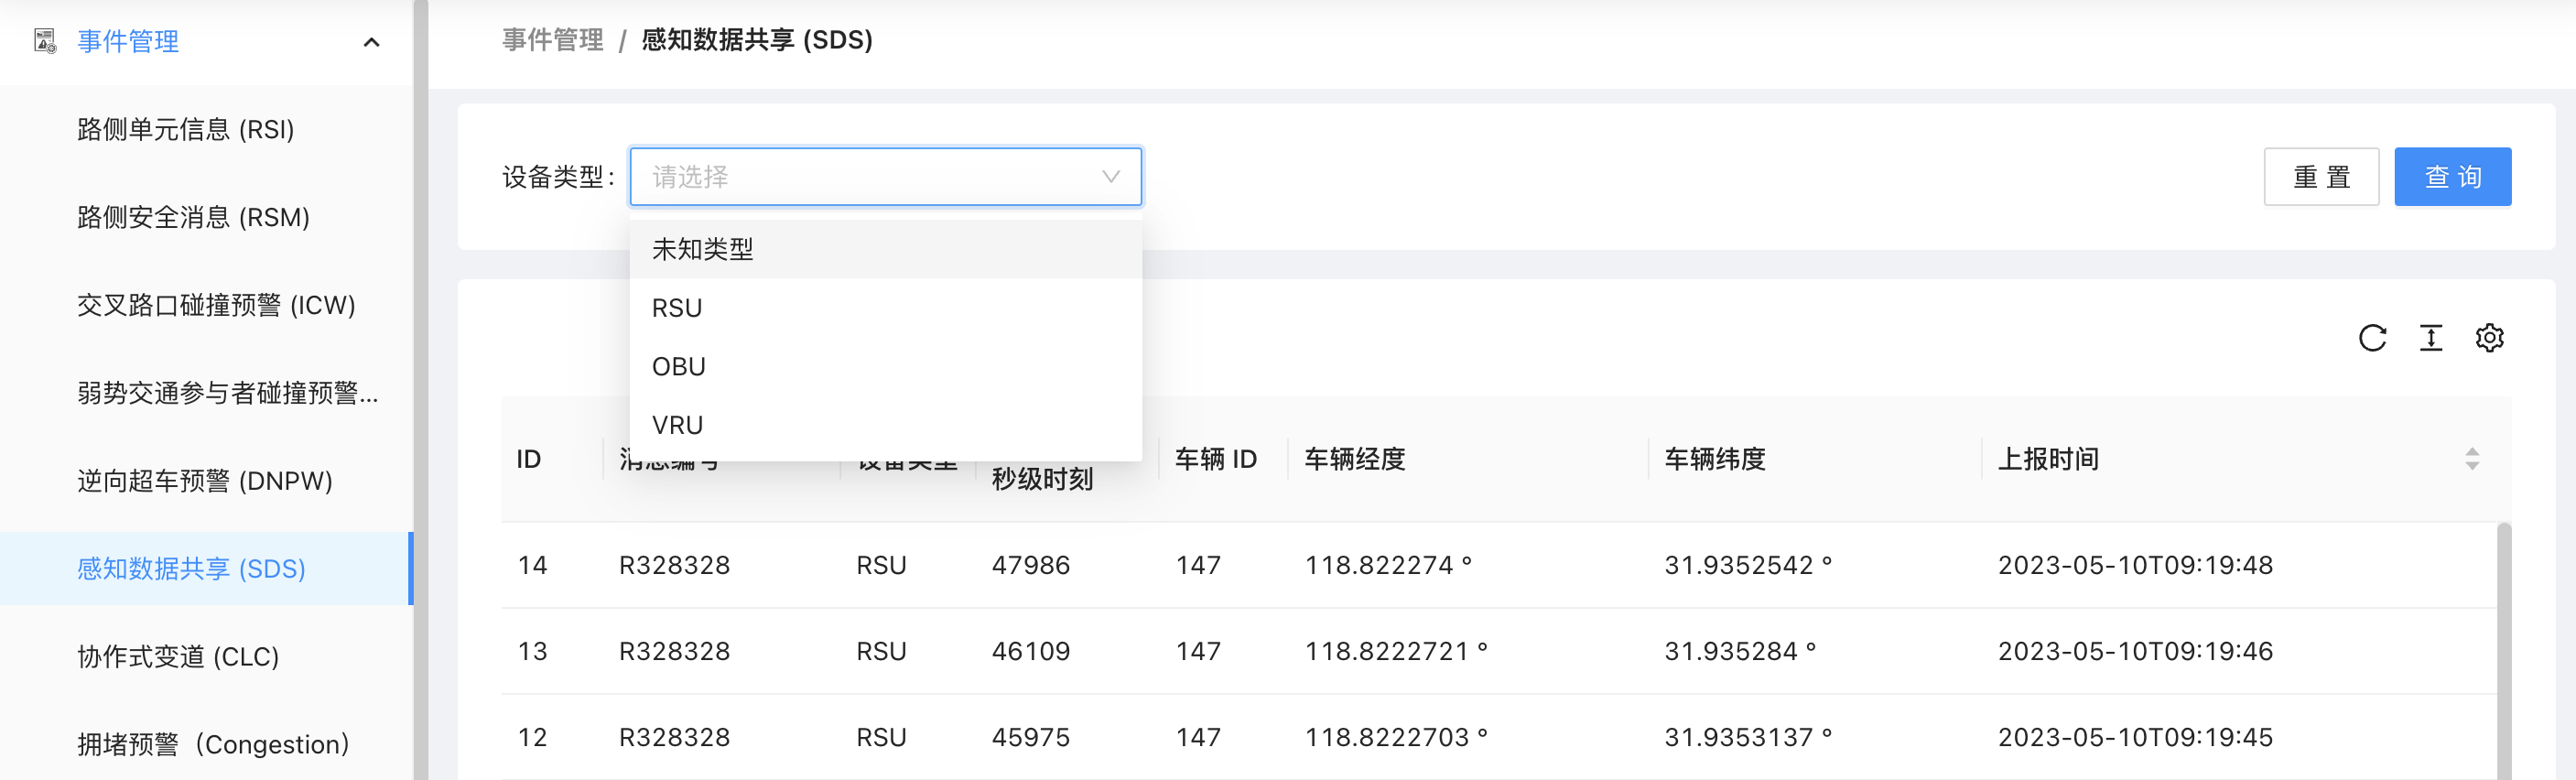 事件管理
路侧单元信息 (RSI)
路侧安全消息 (RSM)
交叉路口碰撞预警 (ICW)
弱势交通参与者碰撞预警...
逆向超车预警 (DNPW)
感知数据共享 (SDS)
协作式变道 (CLC)
拥堵预警（Congestion）
事件管理 / 感知数据共享 (SDS)
设备类型: 请选择
重 置 查 询
未知类型
RSU
OBU
VRU
ID 消息编号 设备类型 秒级时刻 车辆 ID 车辆经度 车辆纬度 上报时间
14 R328328 RSU 47986 147 118.822274 ° 31.9352542 ° 2023-05-10T09:19:48
13 R328328 RSU 46109 147 118.8222721 ° 31.935284 ° 2023-05-10T09:19:46
12 R328328 RSU 45975 147 118.8222703 ° 31.9353137 ° 2023-05-10T09:19:45